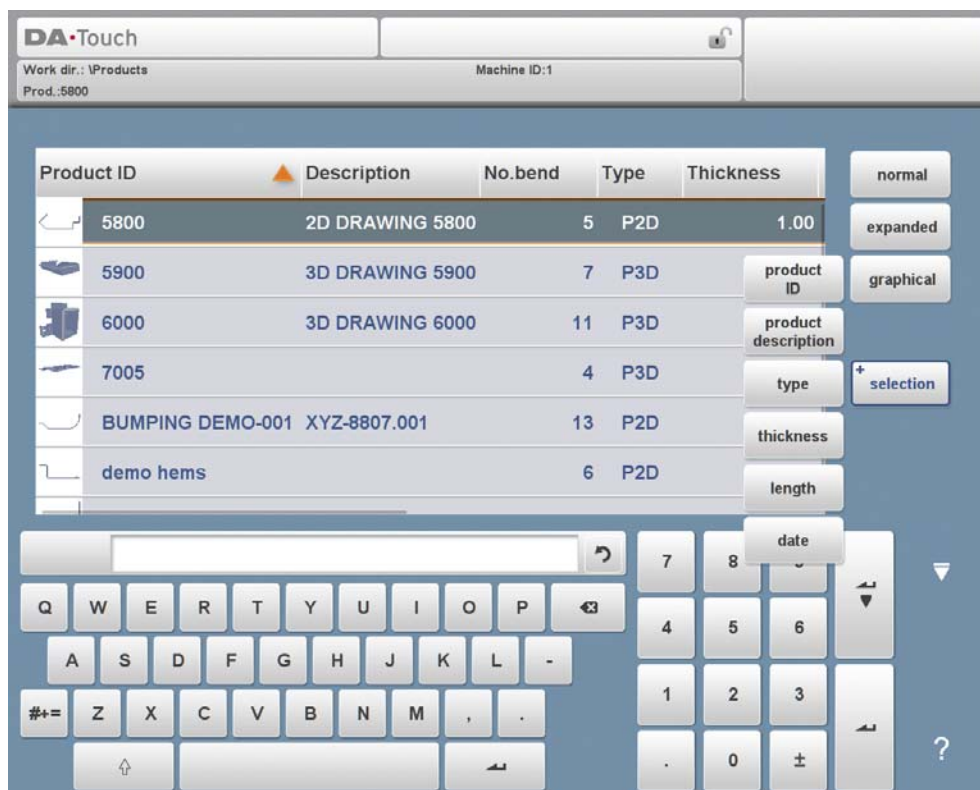 DA•Touch
Work dir.: \Products Machine ID:1
Prod.:5800
Product ID Description No.bend Type Thickness
normal
5800 2D DRAWING 5800 5 P2D 1.00
expanded
5900 3D DRAWING 5900 7 P3D
product
ID
graphical
6000 3D DRAWING 6000 11 P3D
product
description
7005 4 P3D
type
+ selection
BUMPING DEMO-001 XYZ-8807.001 13 P2D
thickness
demo hems 6 P2D
length
date
7 8
Q W E R T Y U I O P
4 5 6
A S D F G H J K L -
#+= Z X C V B N M , .
1 2 3
. 0 ±
?